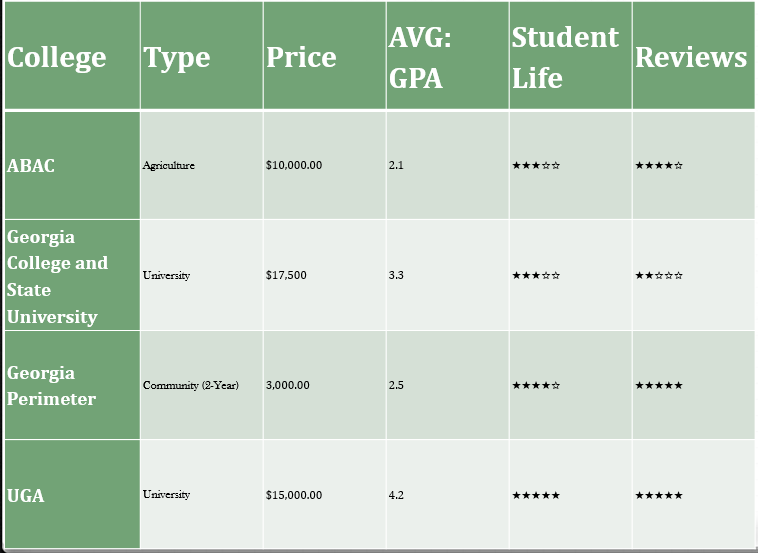 College Type Price AVG: GPA Student Life Reviews
ABAC Agriculture $10,000.00 2.1 ★★★☆☆ ★★★★☆
Georgia College and State University University $17,500 3.3 ★★★☆☆ ★★☆☆☆
Georgia Perimeter Community (2-Year) 3,000.00 2.5 ★★★★☆ ★★★★★
UGA University $15,000.00 4.2 ★★★★★ ★★★★★